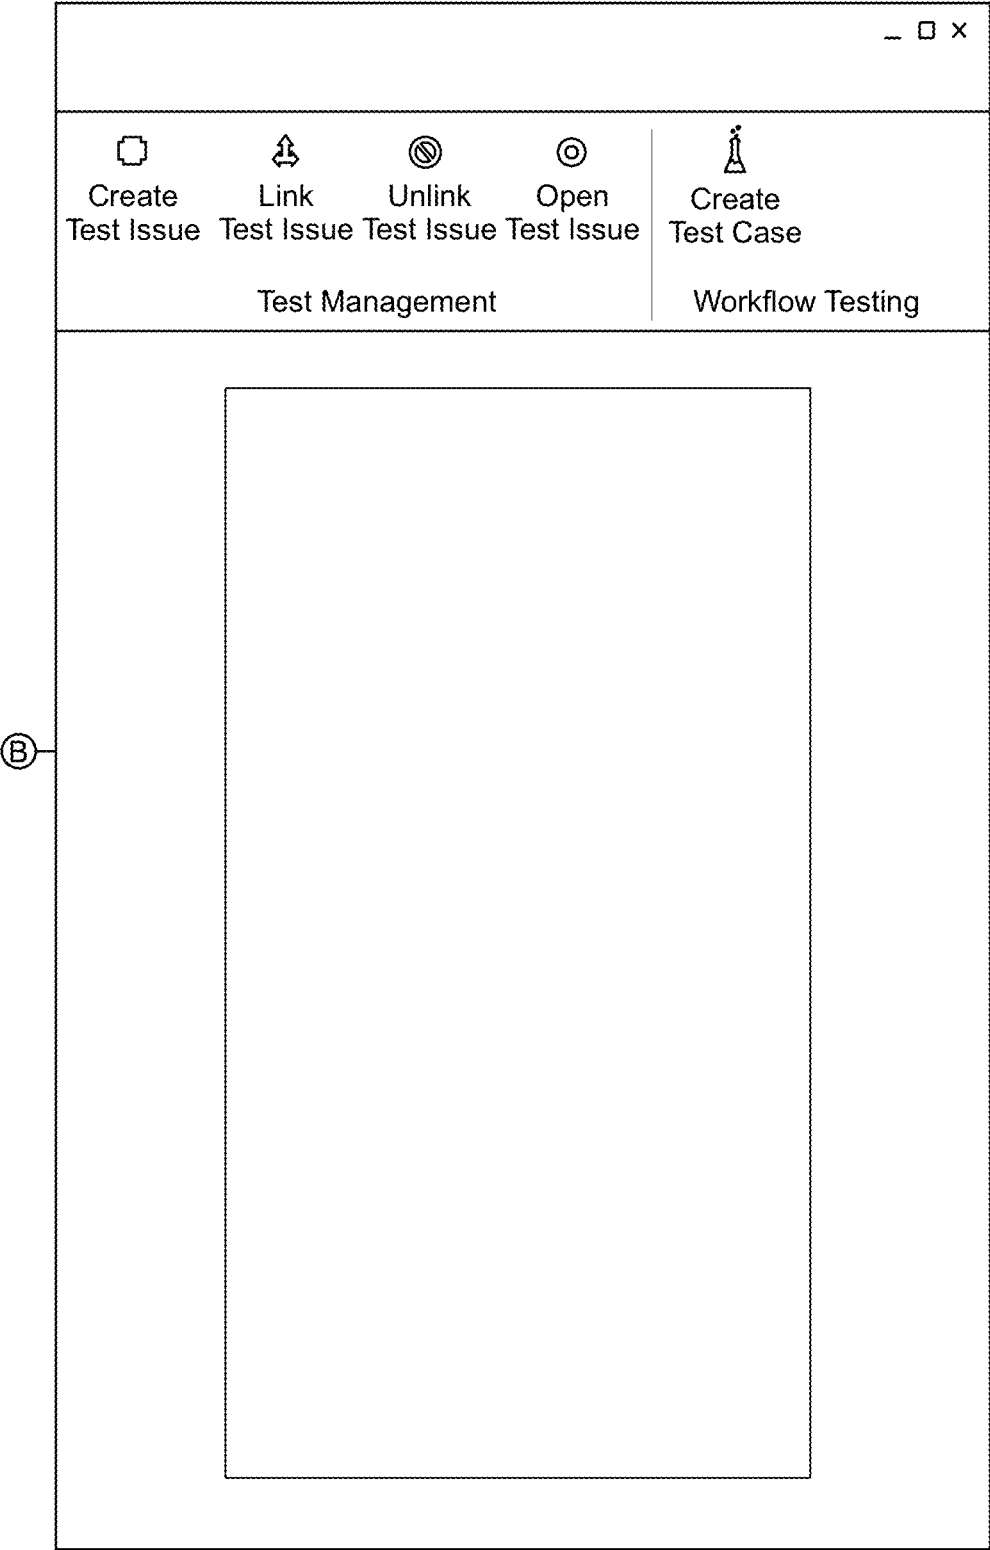 Create
Test Issue
Link
Test Issue
Unlink
Test Issue
Open
Test Issue
Create
Test Case
Test Management
Workflow Testing
B